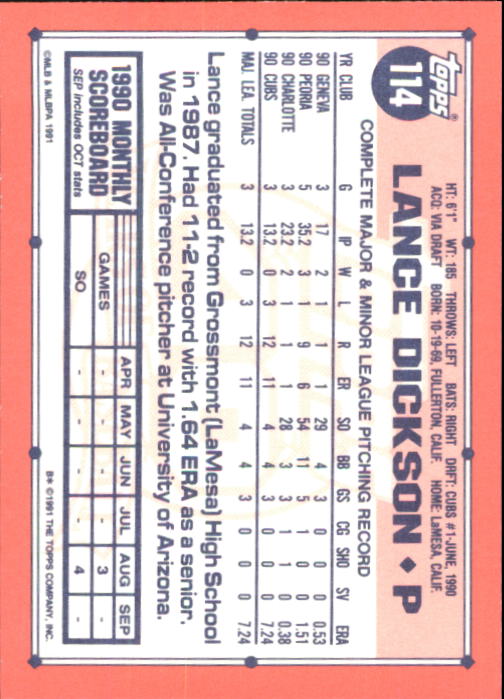 topps®
114
HT: 6'1" WT: 185 THROWS: LEFT BATS: RIGHT DRFT: CUBS #1-JUNE, 1990
ACQ: VIA DRAFT BORN: 10-19-69, FULLERTON, CALIF. HOME: LaMESA, CALIF.
LANCE DICKSON ♦ P
COMPLETE MAJOR & MINOR LEAGUE PITCHING RECORD
YR CLUB G IP W L R ER SO BB GS CG SHO SV ERA
90 GENEVA 3 17 2 1 1 1 29 4 3 0 0 0 0.53
90 PEORIA 5 35.2 3 1 9 6 54 11 5 1 0 0 1.51
90 CHARLOTTE 3 23.2 2 1 1 1 28 3 3 1 1 0 0.38
90 CUBS 3 13.2 0 3 12 11 4 4 3 0 0 0 7.24
MAJ. LEA. TOTALS 3 13.2 0 3 12 11 4 4 3 0 0 0 7.24
Lance graduated from Grossmont (LaMesa) High School
in 1987. Had 11-2 record with 1.64 ERA as a senior.
Was All-Conference pitcher at University of Arizona.
1990 MONTHLY
SCOREBOARD
SEP includes OCT stats
APR MAY JUN JUL AUG SEP
GAMES - - - - 3 -
SO - - - - 4 -
©MLB & MLBPA 1991
B* ©1991 THE TOPPS COMPANY, INC.